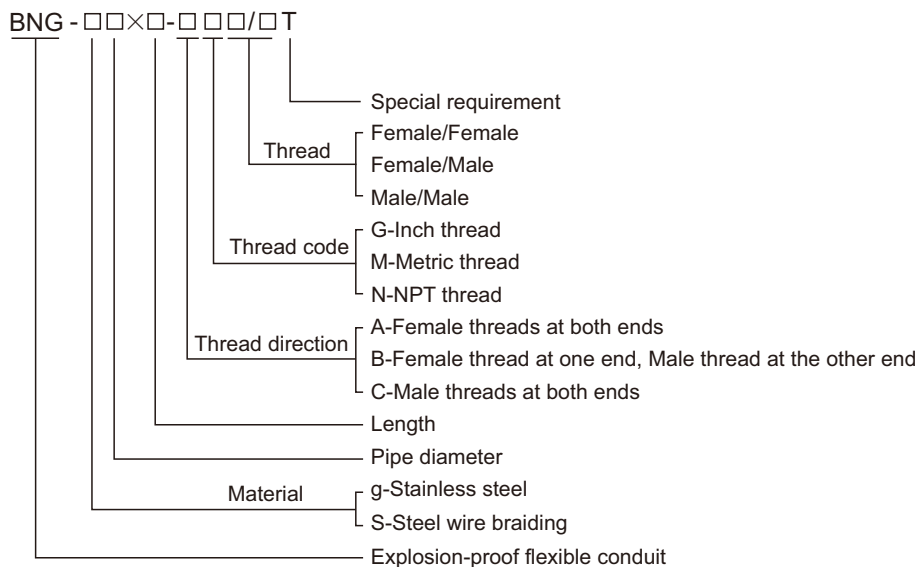 BNG-□□×□-□□□/□T
Special requirement
Female/Female
Thread
Female/Male
Male/Male
G-Inch thread
Thread code
M-Metric thread
N-NPT thread
A-Female threads at both ends
Thread direction
B-Female thread at one end, Male thread at the other end
C-Male threads at both ends
Length
Pipe diameter
g-Stainless steel
Material
S-Steel wire braiding
Explosion-proof flexible conduit